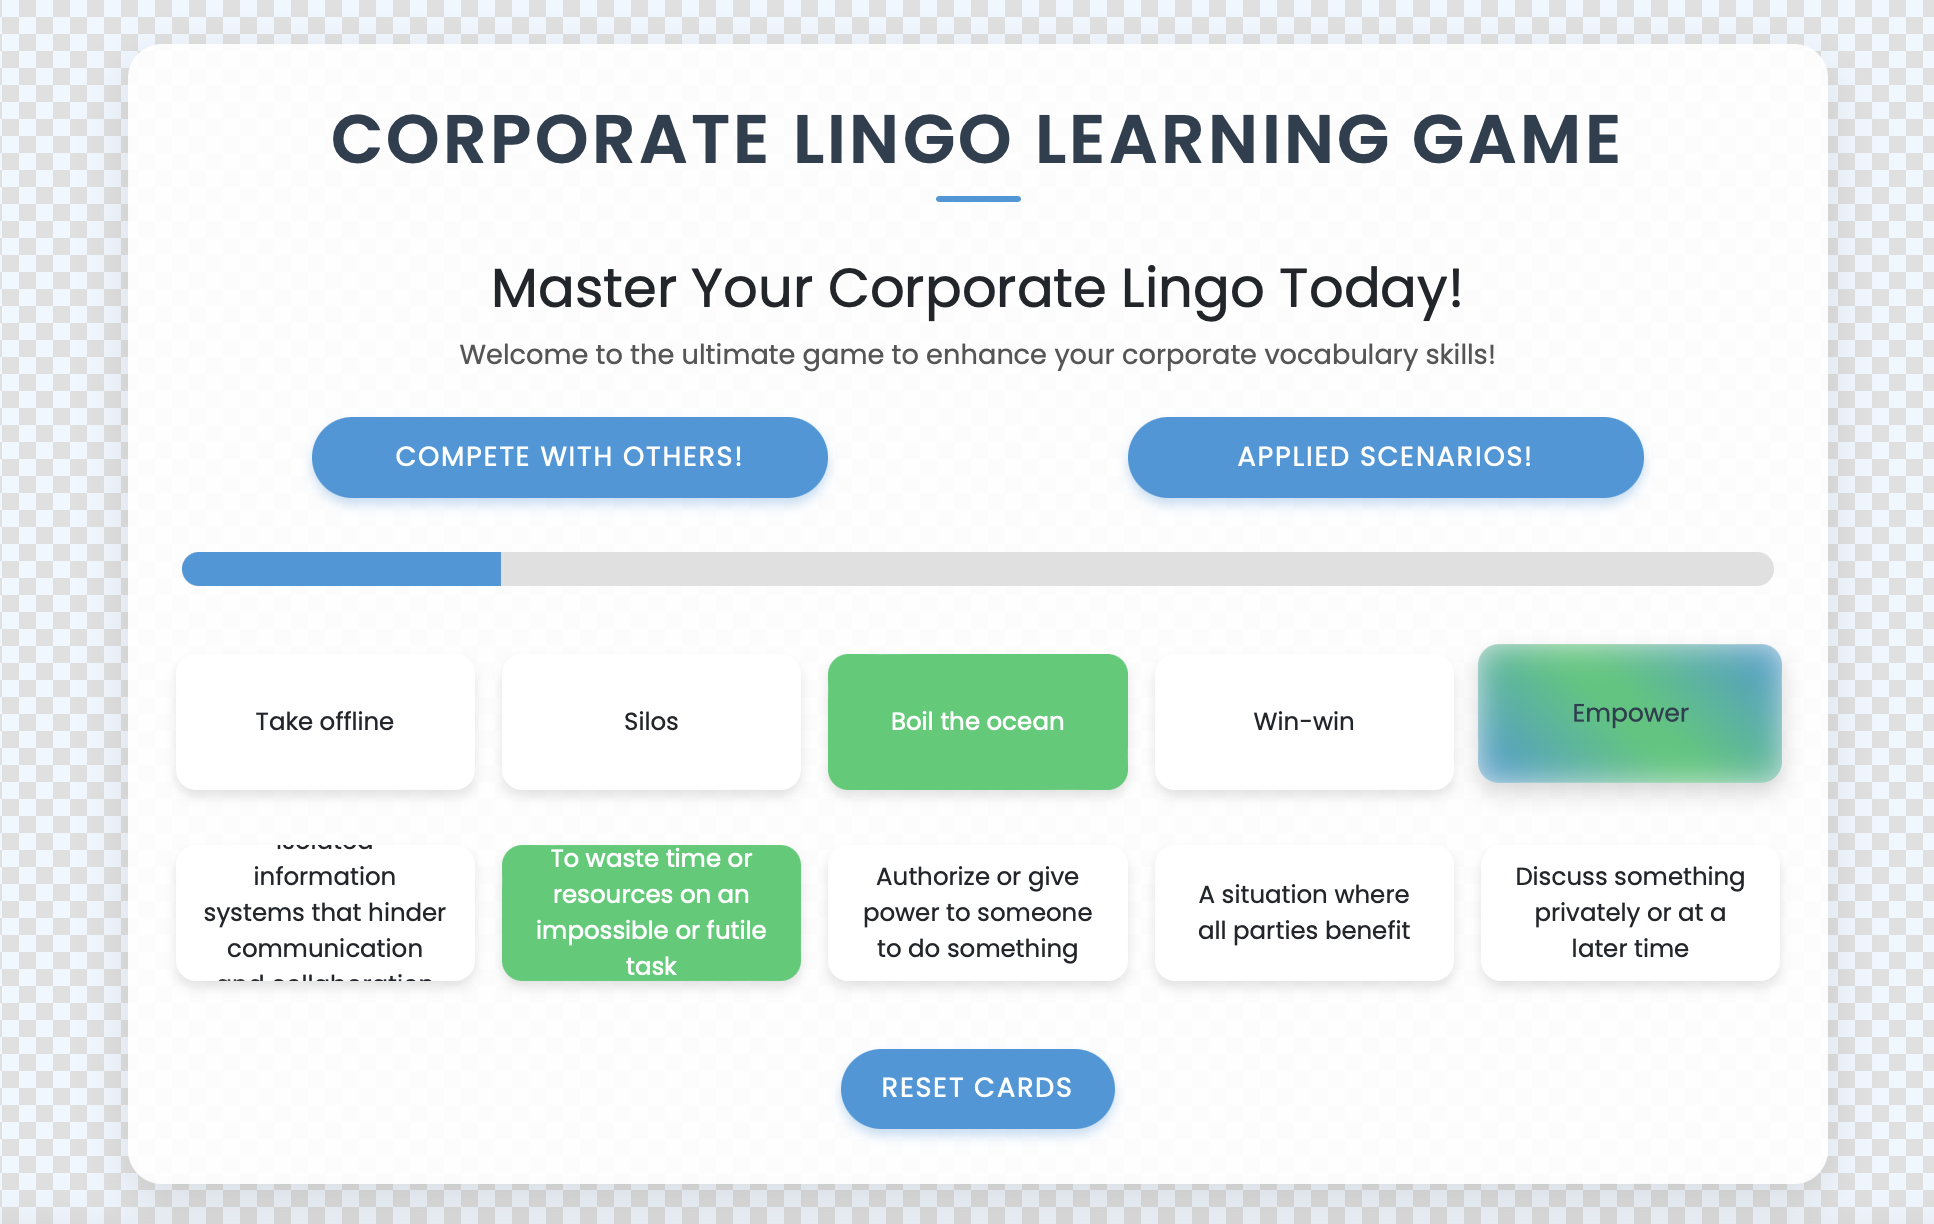 CORPORATE LINGO LEARNING GAME
Master Your Corporate Lingo Today!
Welcome to the ultimate game to enhance your corporate vocabulary skills!
COMPETE WITH OTHERS!
APPLIED SCENARIOS!
Take offline
Silos
Boil the ocean
Win-win
Empower
Isolated
information
systems that hinder
communication
and collaboration
To waste time or
resources on an
impossible or futile
task
Authorize or give
power to someone
to do something
A situation where
all parties benefit
Discuss something
privately or at a
later time
RESET CARDS